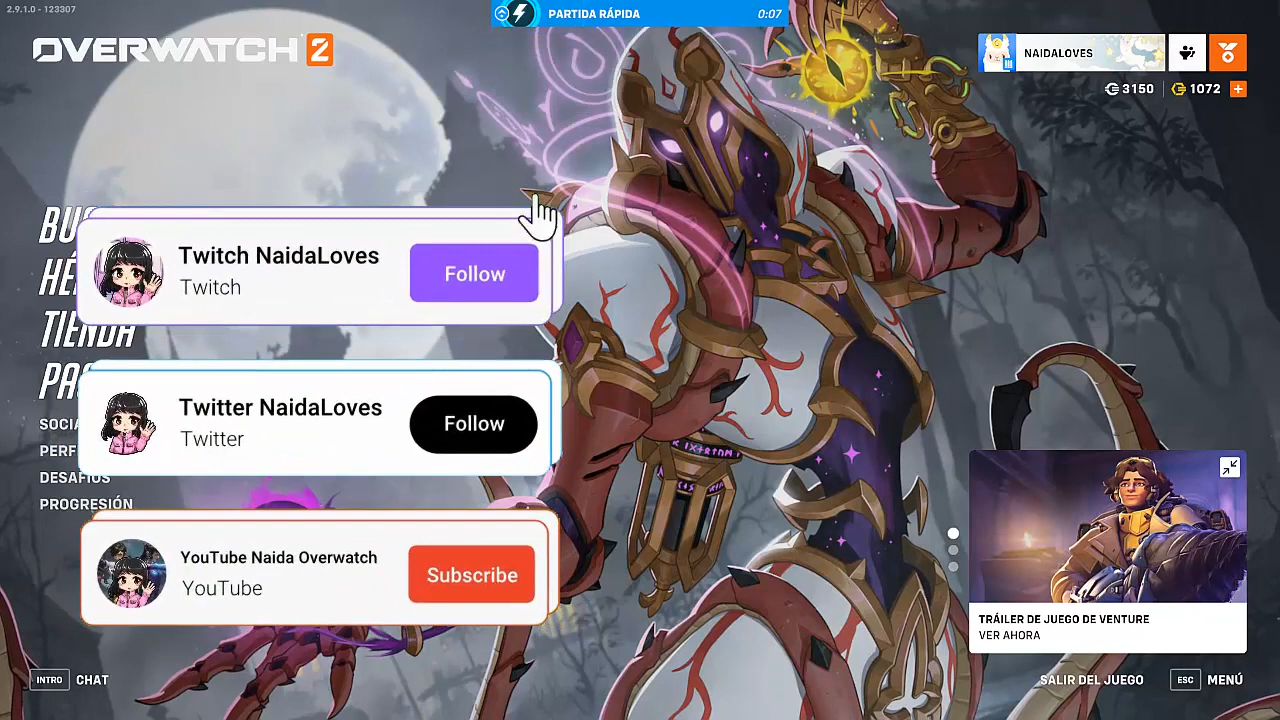 2.9.1.0 - 123307
PARTIDA RÁPIDA
0:07
OVERWATCH 2
NAIDALOVES
3150
1072
Twitch NaidaLoves
Twitch
Follow
TIENDA
Twitter NaidaLoves
Twitter
Follow
DESAFÍOS
PROGRESIÓN
YouTube Naida Overwatch
YouTube
Subscribe
TRÁILER DE JUEGO DE VENTURE
VER AHORA
INTRO CHAT
SALIR DEL JUEGO
ESC MENÚ